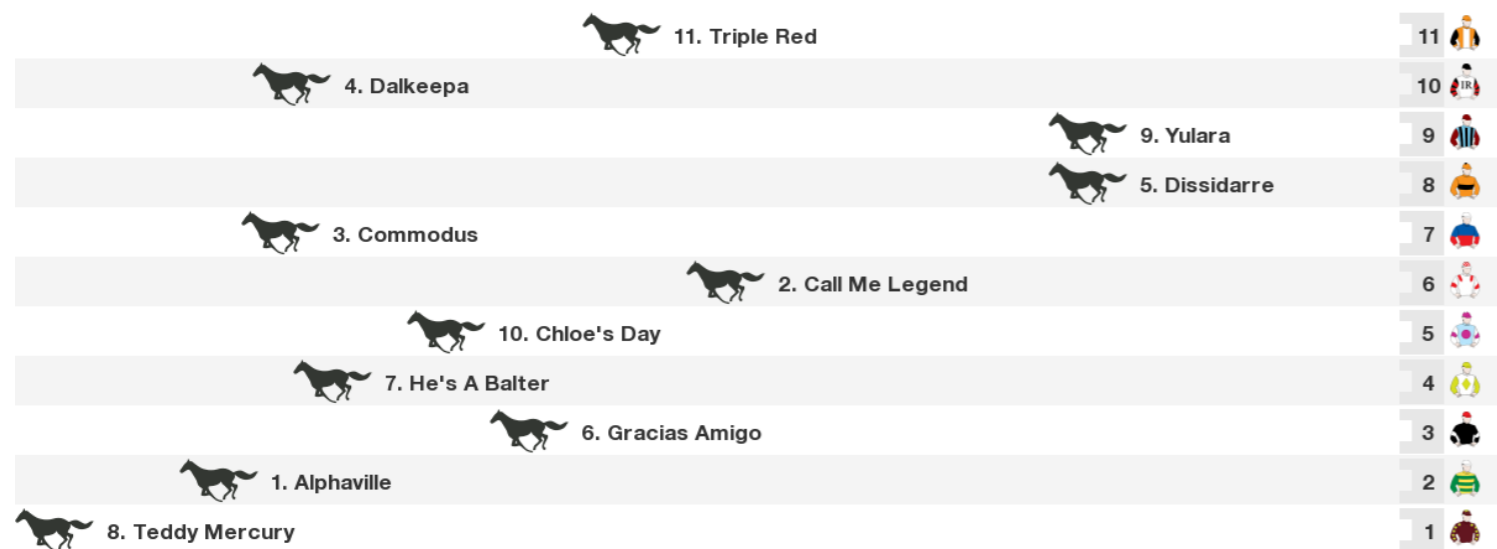 11. Triple Red 11
4. Dalkeepa 10 IR
9. Yulara 9
5. Dissidarre 8
3. Commodus 7
2. Call Me Legend 6
10. Chloe's Day 5
7. He's A Balter 4
6. Gracias Amigo 3
1. Alphaville 2
8. Teddy Mercury 1